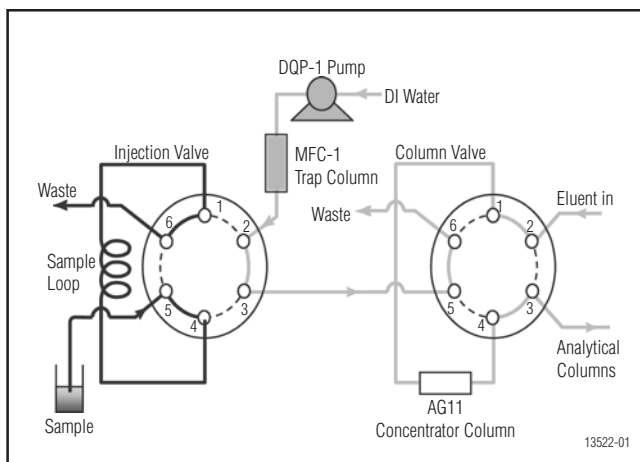 DQP-1 Pump
DI Water
MFC-1
Trap Column
Injection Valve
Column Valve
Waste
1
2
3
4
5
6
Sample
Loop
Sample
Waste
1
2
3
4
5
6
Eluent in
Analytical
Columns
AG11
Concentrator Column
13522-01